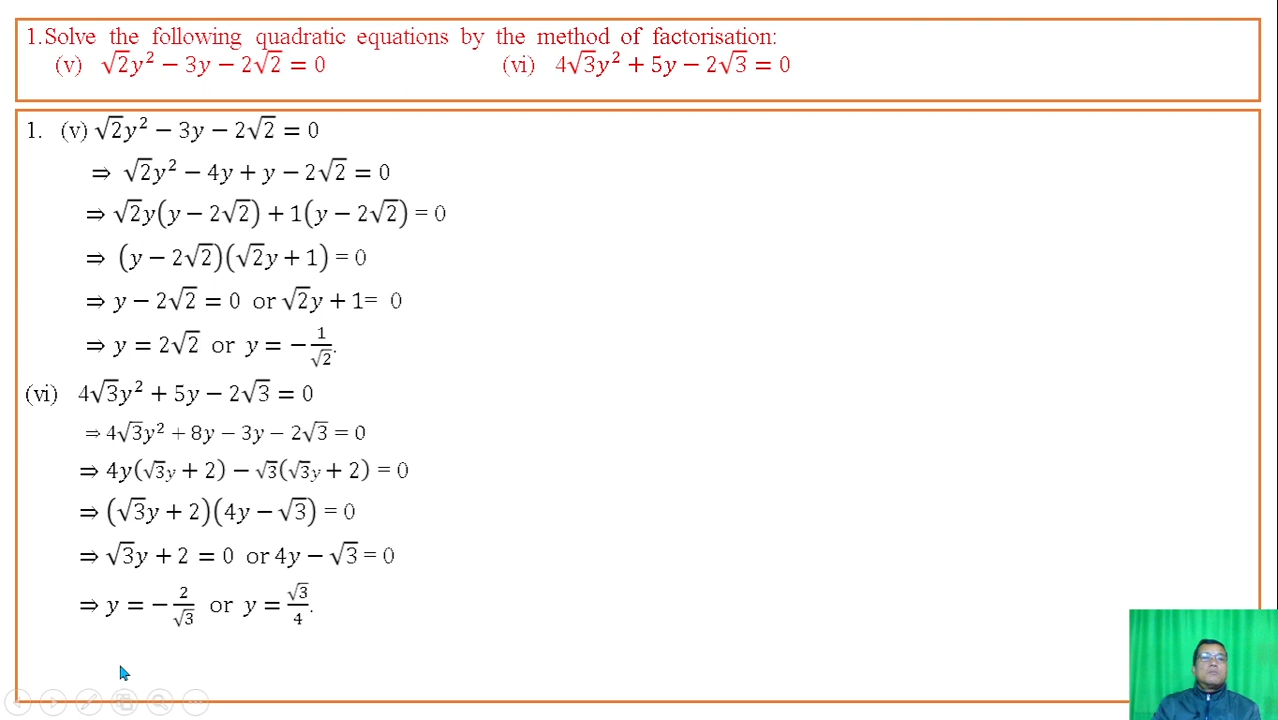 1.Solve the following quadratic equations by the method of factorisation:
(v) √2y² − 3y − 2√2 = 0 (vi) 4√3y² + 5y − 2√3 = 0
1. (v) √2y² − 3y − 2√2 = 0
⇒ √2y² − 4y + y − 2√2 = 0
⇒ √2y(y − 2√2) + 1(y − 2√2) = 0
⇒ (y − 2√2)(√2y + 1) = 0
⇒ y − 2√2 = 0 or √2y + 1= 0
⇒ y = 2√2 or y = −1/√2.
(vi) 4√3y² + 5y − 2√3 = 0
⇒ 4√3y² + 8y − 3y − 2√3 = 0
⇒ 4y(√3y + 2) − √3(√3y + 2) = 0
⇒ (√3y + 2)(4y − √3) = 0
⇒ √3y + 2 = 0 or 4y − √3 = 0
⇒ y = −2/√3 or y = √3/4.